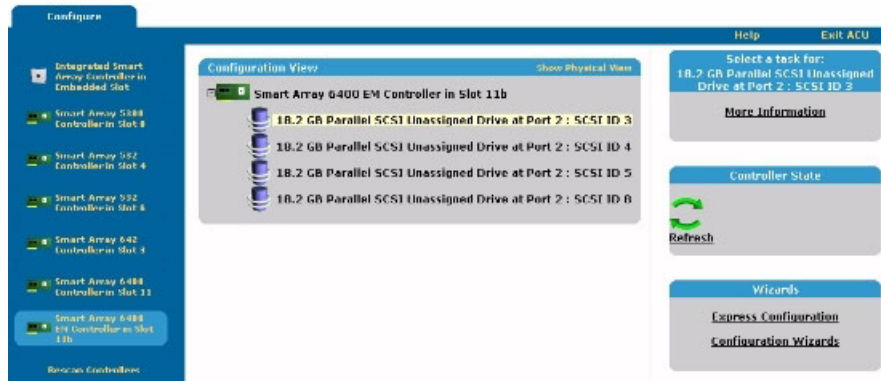 Configure
Help
Exit ACU
Integrated Smart
Array Controller in
Embedded Slot
Smart Array 5300
Controller in Slot 8
Smart Array 532
Controller in Slot 4
Smart Array 532
Controller in Slot 6
Smart Array 642
Controller in Slot 3
Smart Array 6400
Controller in Slot 11
Smart Array 6400
EM Controller in Slot
11b
Rescan Controllers
Configuration View
Show Physical View
Smart Array 6400 EM Controller in Slot 11b
18.2 GB Parallel SCSI Unassigned Drive at Port 2 : SCSI ID 3
18.2 GB Parallel SCSI Unassigned Drive at Port 2 : SCSI ID 4
18.2 GB Parallel SCSI Unassigned Drive at Port 2 : SCSI ID 5
18.2 GB Parallel SCSI Unassigned Drive at Port 2 : SCSI ID 8
Select a task for:
18.2 GB Parallel SCSI Unassigned
Drive at Port 2 : SCSI ID 3
More Information
Controller State
Refresh
Wizards
Express Configuration
Configuration Wizards